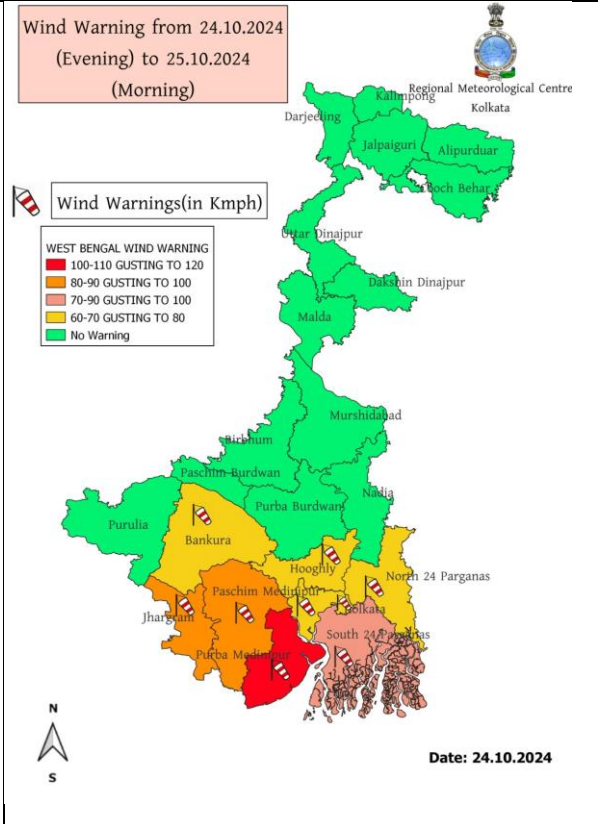 Wind Warning from 24.10.2024
(Evening) to 25.10.2024
(Morning)
Regional Meteorological Centre
Kolkata
Wind Warnings(in Kmph)
WEST BENGAL WIND WARNING
100-110 GUSTING TO 120
80-90 GUSTING TO 100
70-90 GUSTING TO 100
60-70 GUSTING TO 80
No Warning
Kalimpong
Darjeeling
Jalpaiguri
Alipurduar
Coch Behar
Uttar Dinajpur
Dakshin Dinajpur
Malda
Murshidabad
Birbhum
Paschim Burdwan
Nadia
Purba Burdwan
Purulia
Bankura
Hooghly
North 24 Parganas
Paschim Medinipur
Jhargram
Kolkata
South 24 Parganas
Purba Medinipur
N
S
Date: 24.10.2024